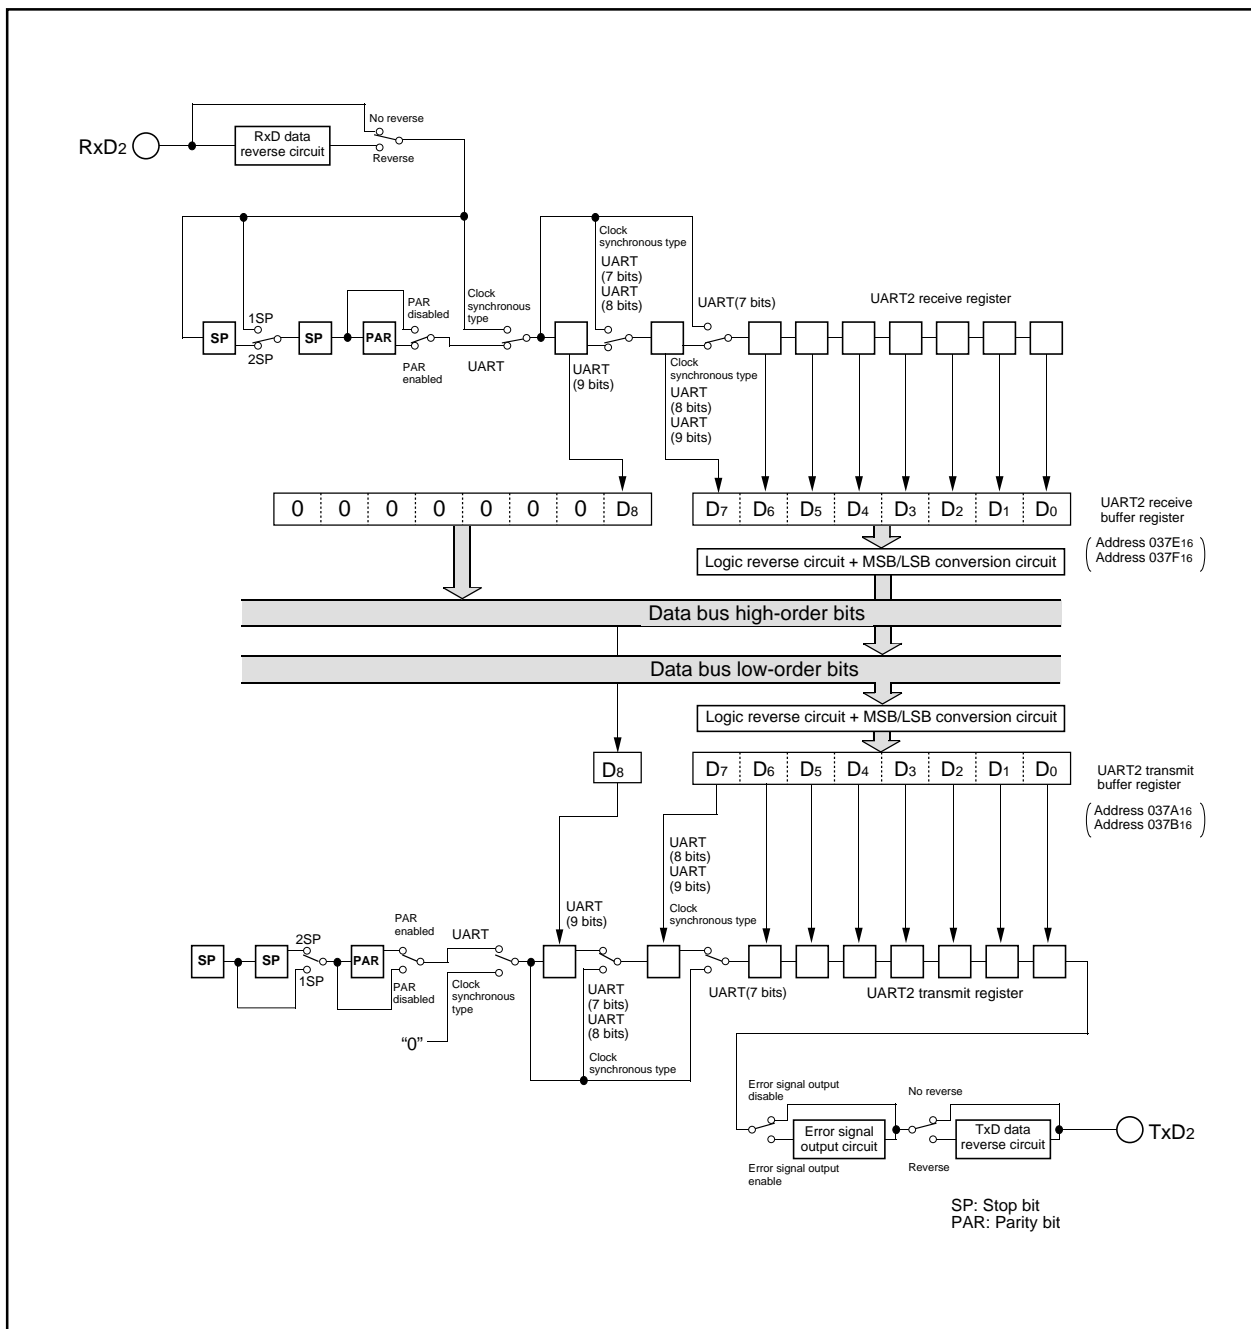 No reverse
RxD2
RxD data
reverse circuit
Reverse
Clock
synchronous type
UART
(7 bits)
UART
(8 bits)
PAR
disabled
Clock
synchronous
type
UART(7 bits)
UART2 receive register
1SP
SP
SP
PAR
2SP
PAR
enabled
UART
UART
(9 bits)
Clock
synchronous type
UART
(8 bits)
UART
(9 bits)
0 0 0 0 0 0 0 D8
D7 D6 D5 D4 D3 D2 D1 D0
UART2 receive
buffer register
Address 037E16
Address 037F16
Logic reverse circuit + MSB/LSB conversion circuit
Data bus high-order bits
Data bus low-order bits
Logic reverse circuit + MSB/LSB conversion circuit
D8
D7 D6 D5 D4 D3 D2 D1 D0
UART2 transmit
buffer register
Address 037A16
Address 037B16
UART
(8 bits)
UART
(9 bits)
Clock
synchronous type
UART
(9 bits)
PAR
enabled
UART
2SP
SP
SP
PAR
1SP
PAR
disabled
Clock
synchronous
type
“0”
UART
(7 bits)
UART
(8 bits)
Clock
synchronous type
UART(7 bits)
UART2 transmit register
Error signal output
disable
No reverse
Error signal
output circuit
TxD data
reverse circuit
TxD2
Error signal output
enable
Reverse
SP: Stop bit
PAR: Parity bit